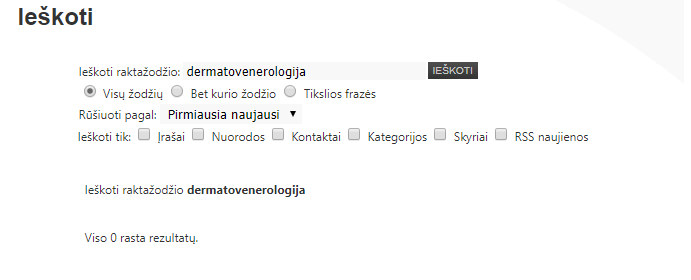 Ieškoti
Ieškoti raktažodžio: dermatovenerologija IEŠKOTI
Visų žodžių Bet kurio žodžio Tikslios frazės
Rūšiuoti pagal: Pirmiausia naujausi
Ieškoti tik: Įrašai Nuorodos Kontaktai Kategorijos Skyriai RSS naujienos
Ieškoti raktažodžio dermatovenerologija
Viso 0 rasta rezultatų.